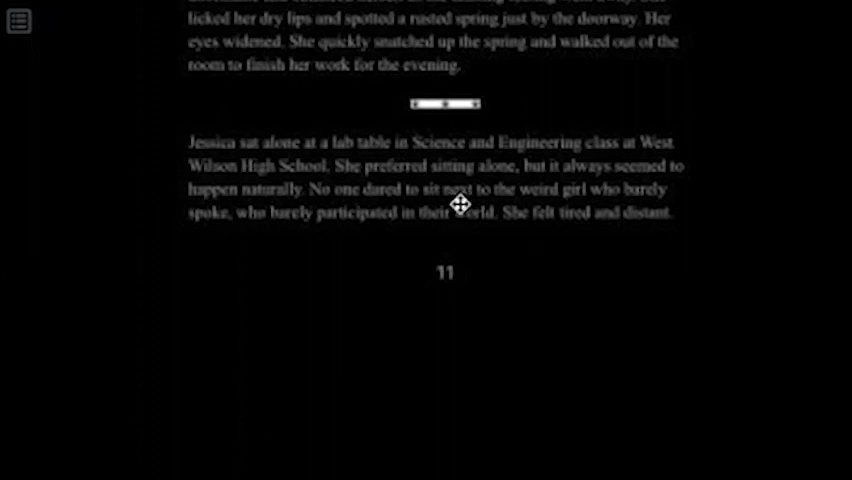 licked her dry lips and spotted a rusted spring just by the doorway. Her
eyes widened. She quickly snatched up the spring and walked out of the
room to finish her work for the evening.
Jessica sat alone at a lab table in Science and Engineering class at West
Wilson High School. She preferred sitting alone, but it always seemed to
happen naturally. No one dared to sit next to the weird girl who barely
spoke, who barely participated in their world. She felt tired and distant.
11